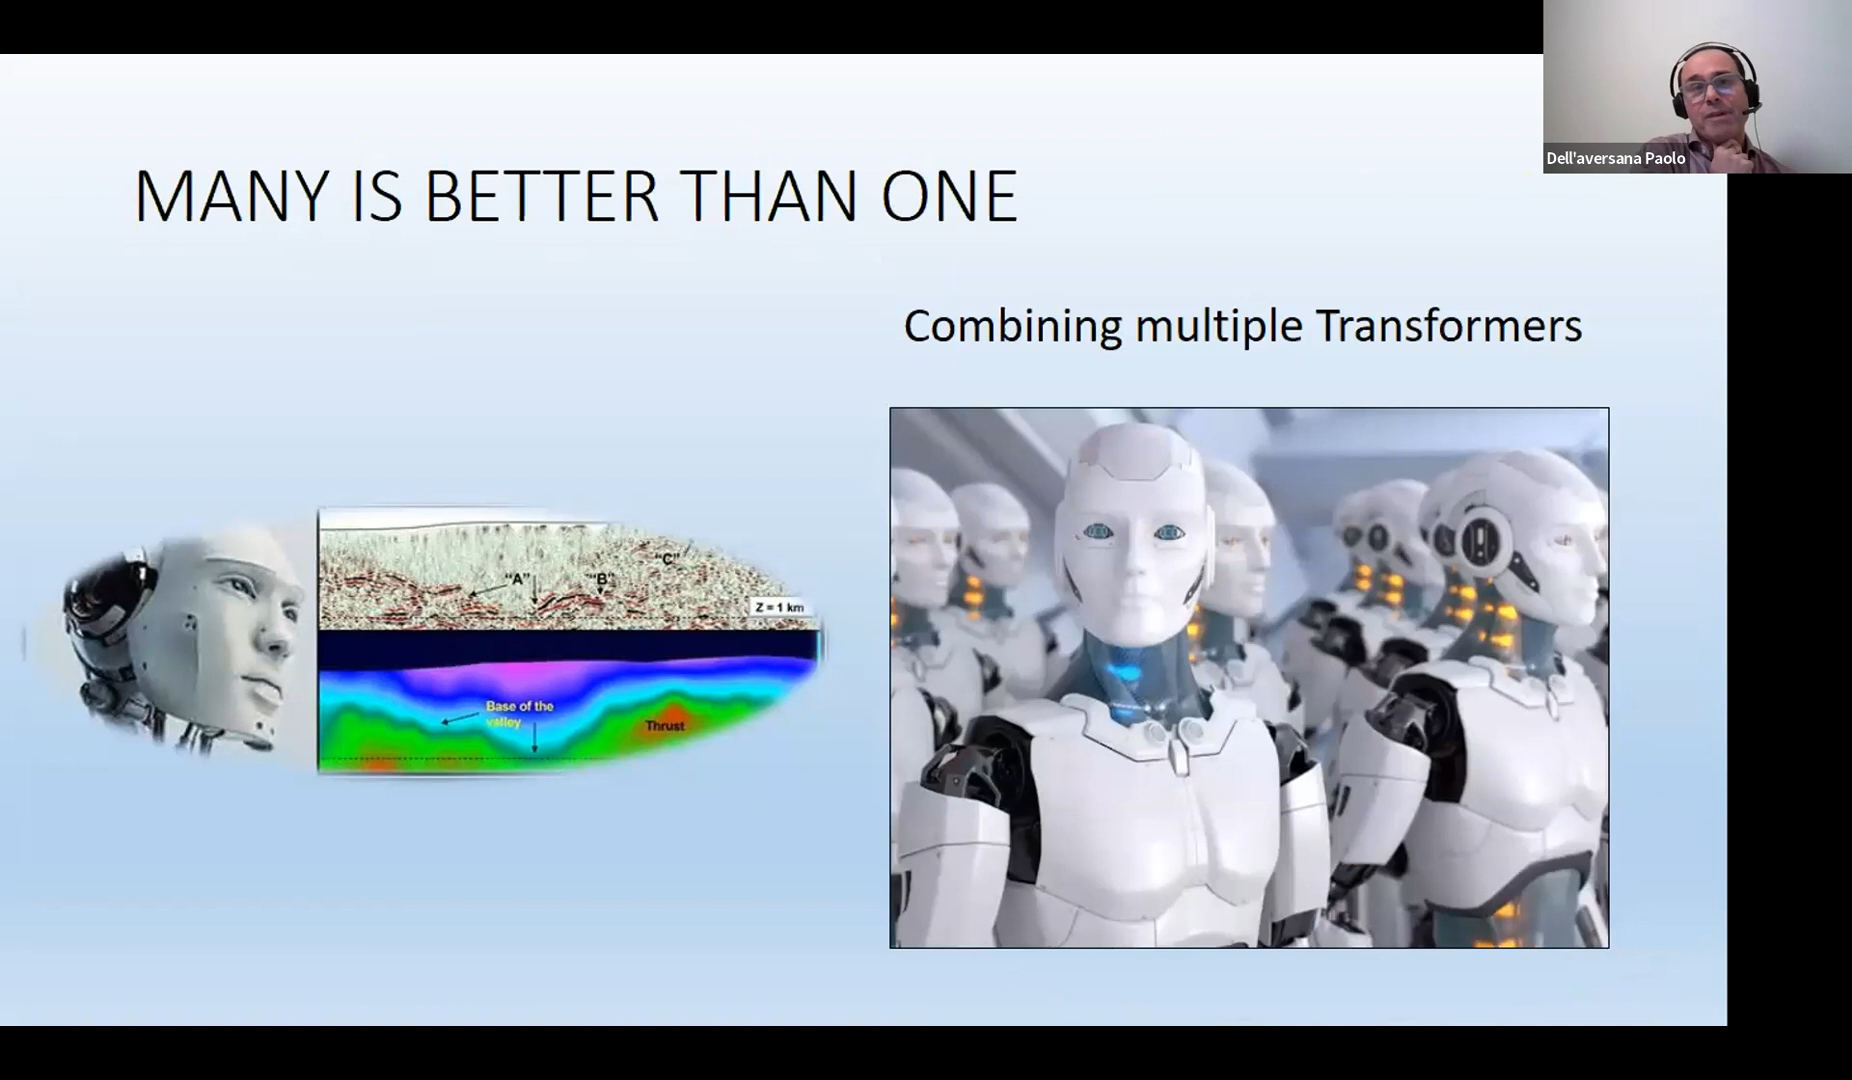 Dell'aversana Paolo
MANY IS BETTER THAN ONE
Combining multiple Transformers
"C"
"A"
"B"
Z = 1 km
Base of the
valley
Thrust